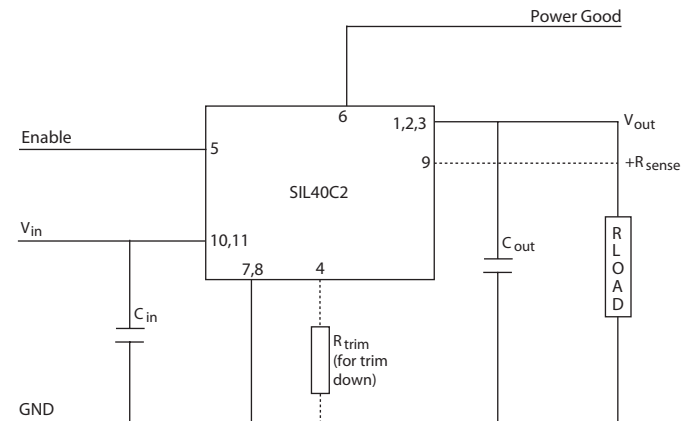 Power Good
6
1,2,3
Vout
Enable
5
9
+Rsense
SIL40C2
Vin
10,11
7,8
4
Cout
RLOAD
Cin
Rtrim
(for trim
down)
GND